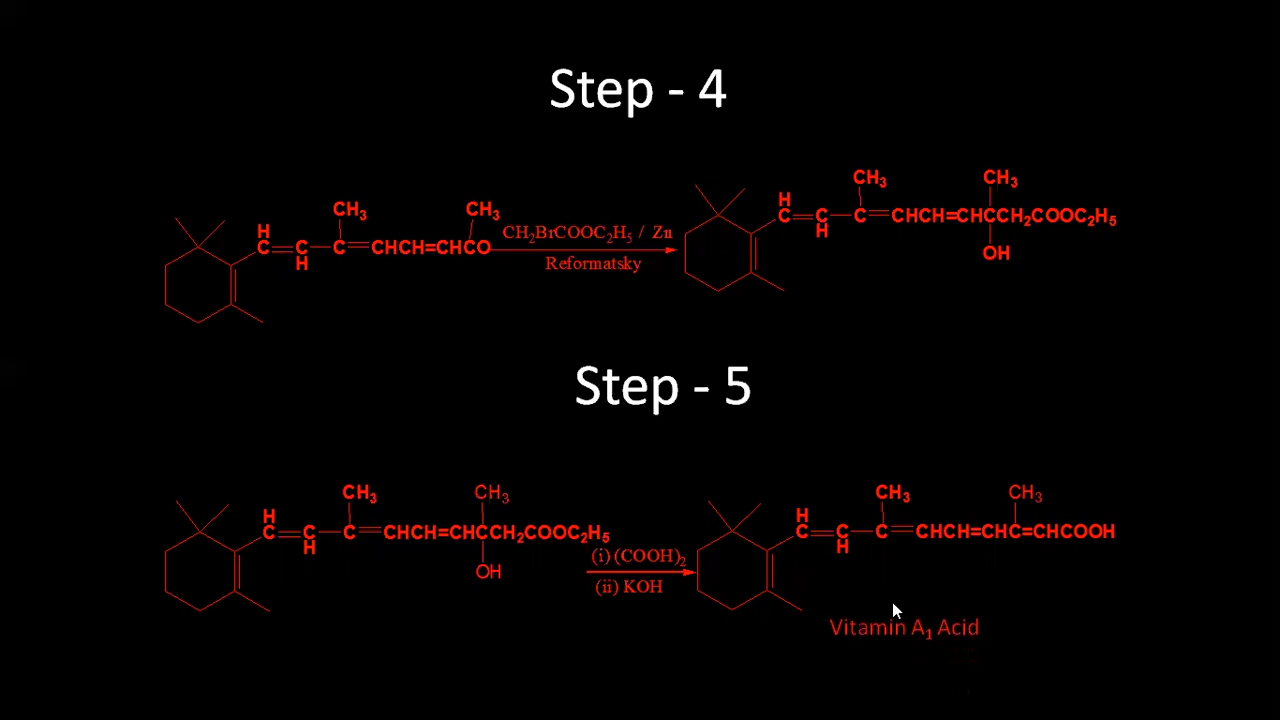 Step - 4
CH₃ CH₃
H
C=C-C=CHCH=CHCO
H
CH₂BrCOOC₂H₅ / Zn
Reformatsky
CH₃ CH₃
H
C=C-C=CHCH=CHCCH₂COOC₂H₅
H
OH
Step - 5
CH₃ CH₃
H
C=C-C=CHCH=CHCCH₂COOC₂H₅
H
OH
(i) (COOH)₂
(ii) KOH
CH₃ CH₃
H
C=C-C=CHCH=CHC=CHCOOH
H
Vitamin A₁ Acid